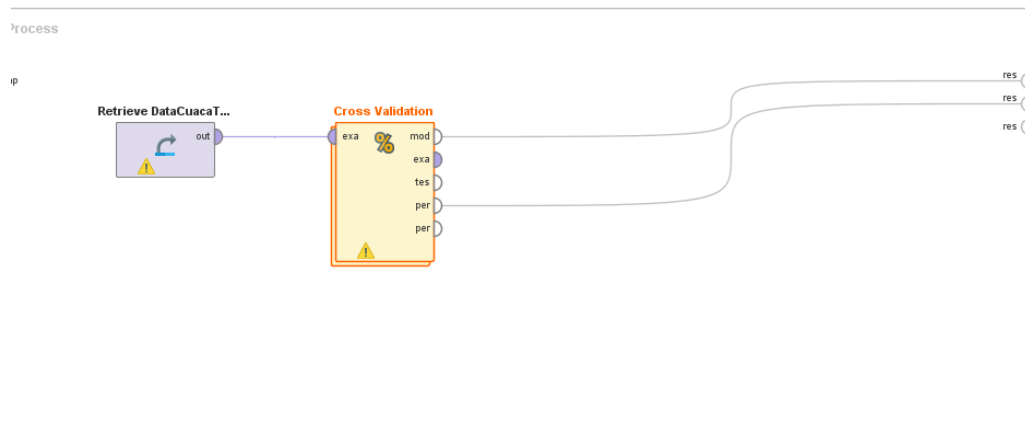 Process
res
res
res
Retrieve DataCuacaT...
out
Cross Validation
exa
mod
exa
tes
per
per